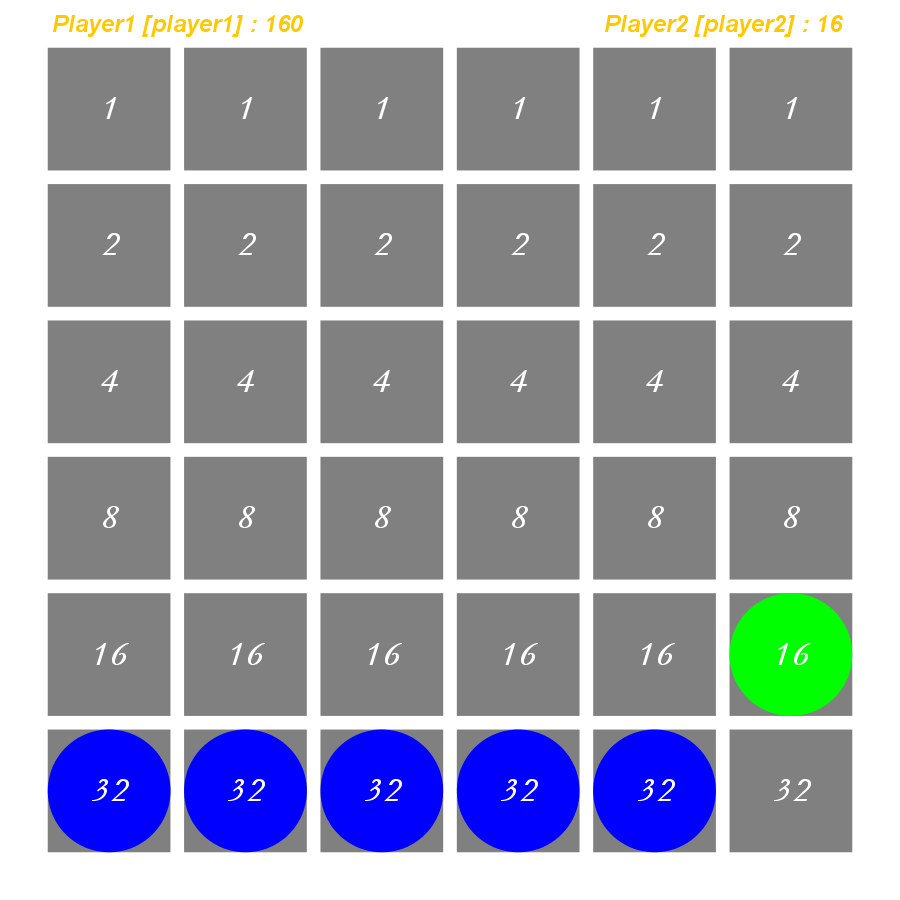 Player1 [player1] : 160 Player2 [player2] : 16
1 1 1 1 1 1
2 2 2 2 2 2
4 4 4 4 4 4
8 8 8 8 8 8
16 16 16 16 16 16
32 32 32 32 32 32